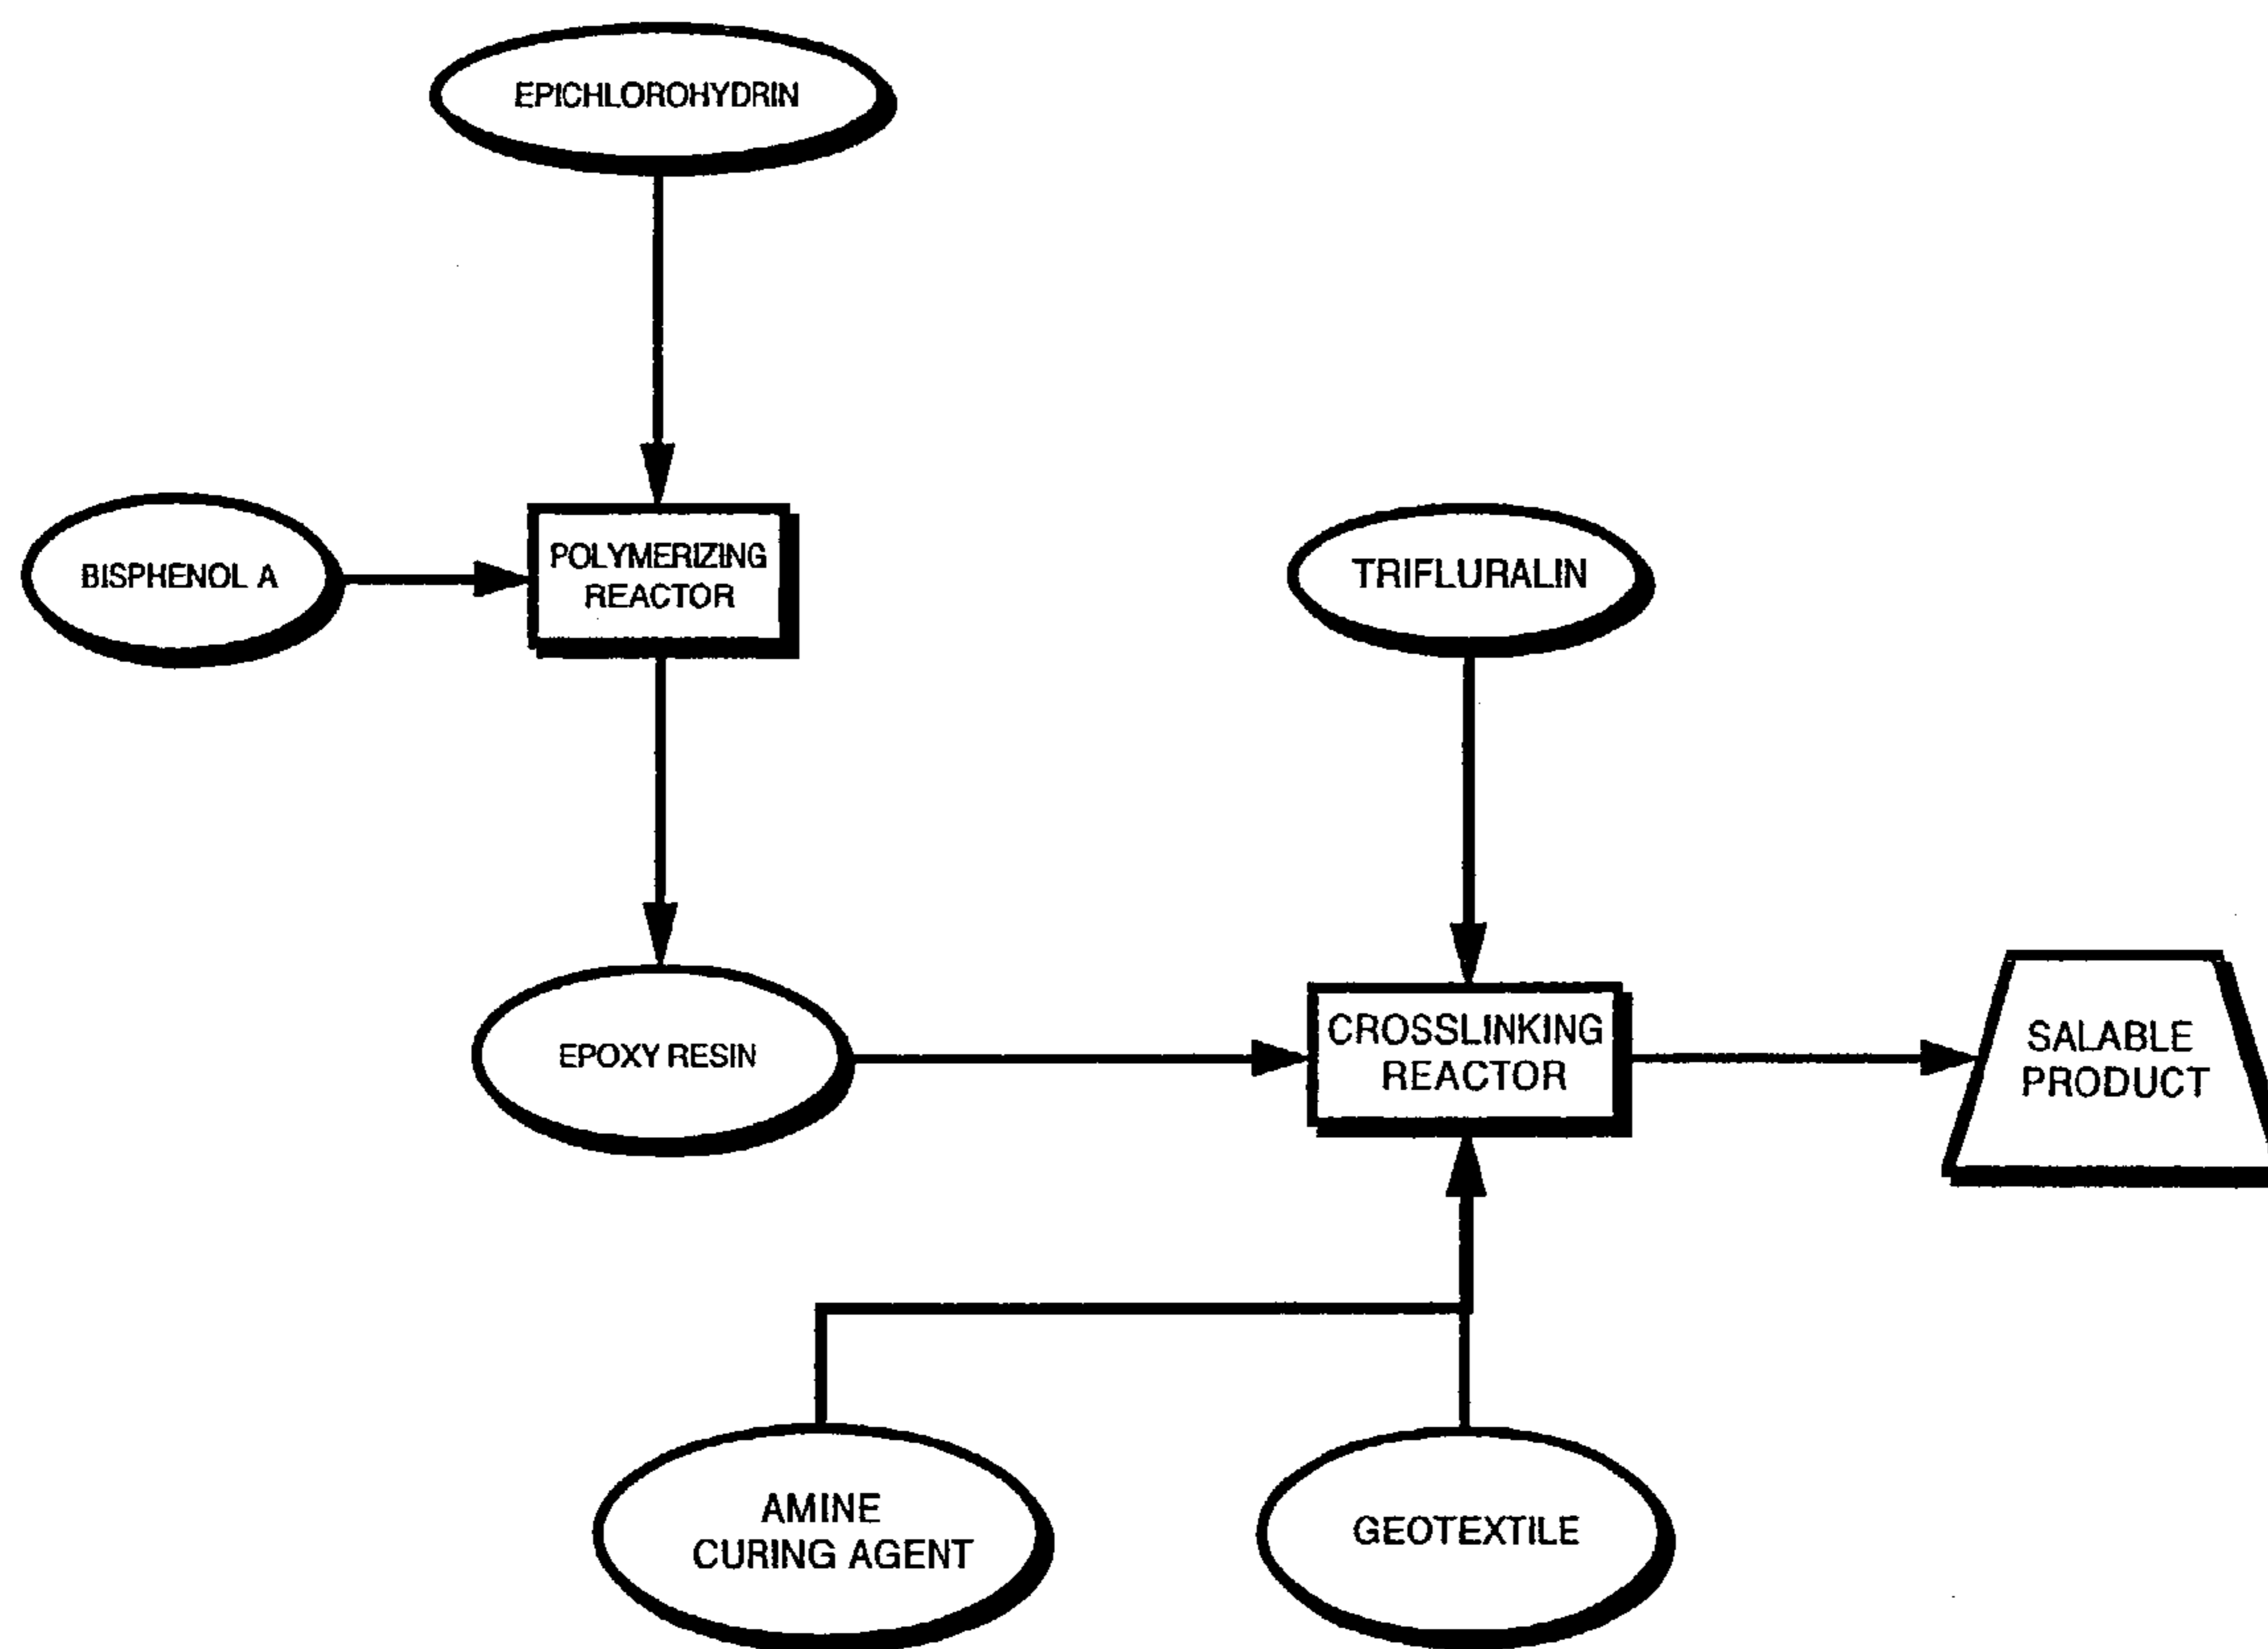 EPICHLOROHYDRIN
BISPHENOL A
POLYMERIZING
REACTOR
TRIFLURALIN
EPOXY RESIN
CROSSLINKING
REACTOR
SALABLE
PRODUCT
AMINE
CURING AGENT
GEOTEXTILE